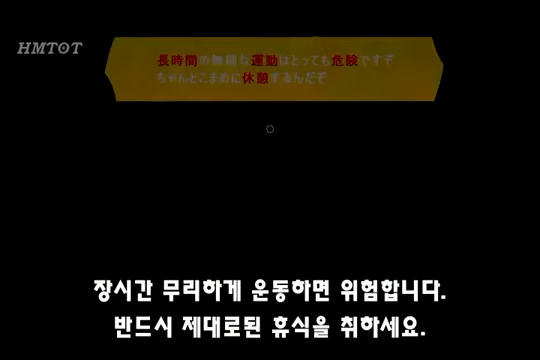 HMTOT
長時間の無理な運動はとっても危険ですぞ
ちゃんとこまめに休憩するんだぞ
장시간 무리하게 운동하면 위험합니다.
반드시 제대로된 휴식을 취하세요.